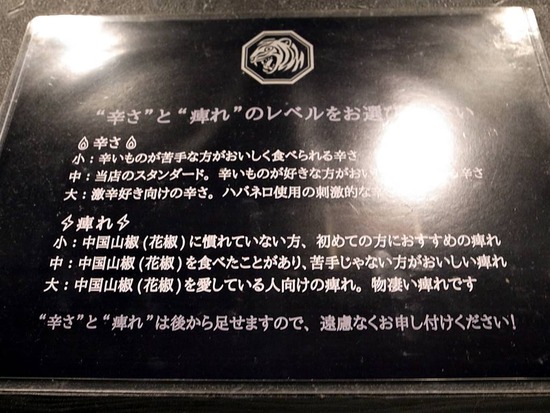 “辛さ”と“痺れ”のレベルをお選び
辛さ
小：辛いものが苦手な方がおいしく食べられる辛さ
中：当店のスタンダード。辛いものが好きな方がおい
大：激辛好き向けの辛さ。ハバネロ使用の刺激的な
痺れ
小：中国山椒(花椒)に慣れていない方、初めての方におすすめの痺れ
中：中国山椒(花椒)を食べたことがあり、苦手じゃない方がおいしい痺れ
大：中国山椒(花椒)を愛している人向けの痺れ。物凄い痺れです
“辛さ”と“痺れ”は後から足せますので、遠慮なくお申し付けください！